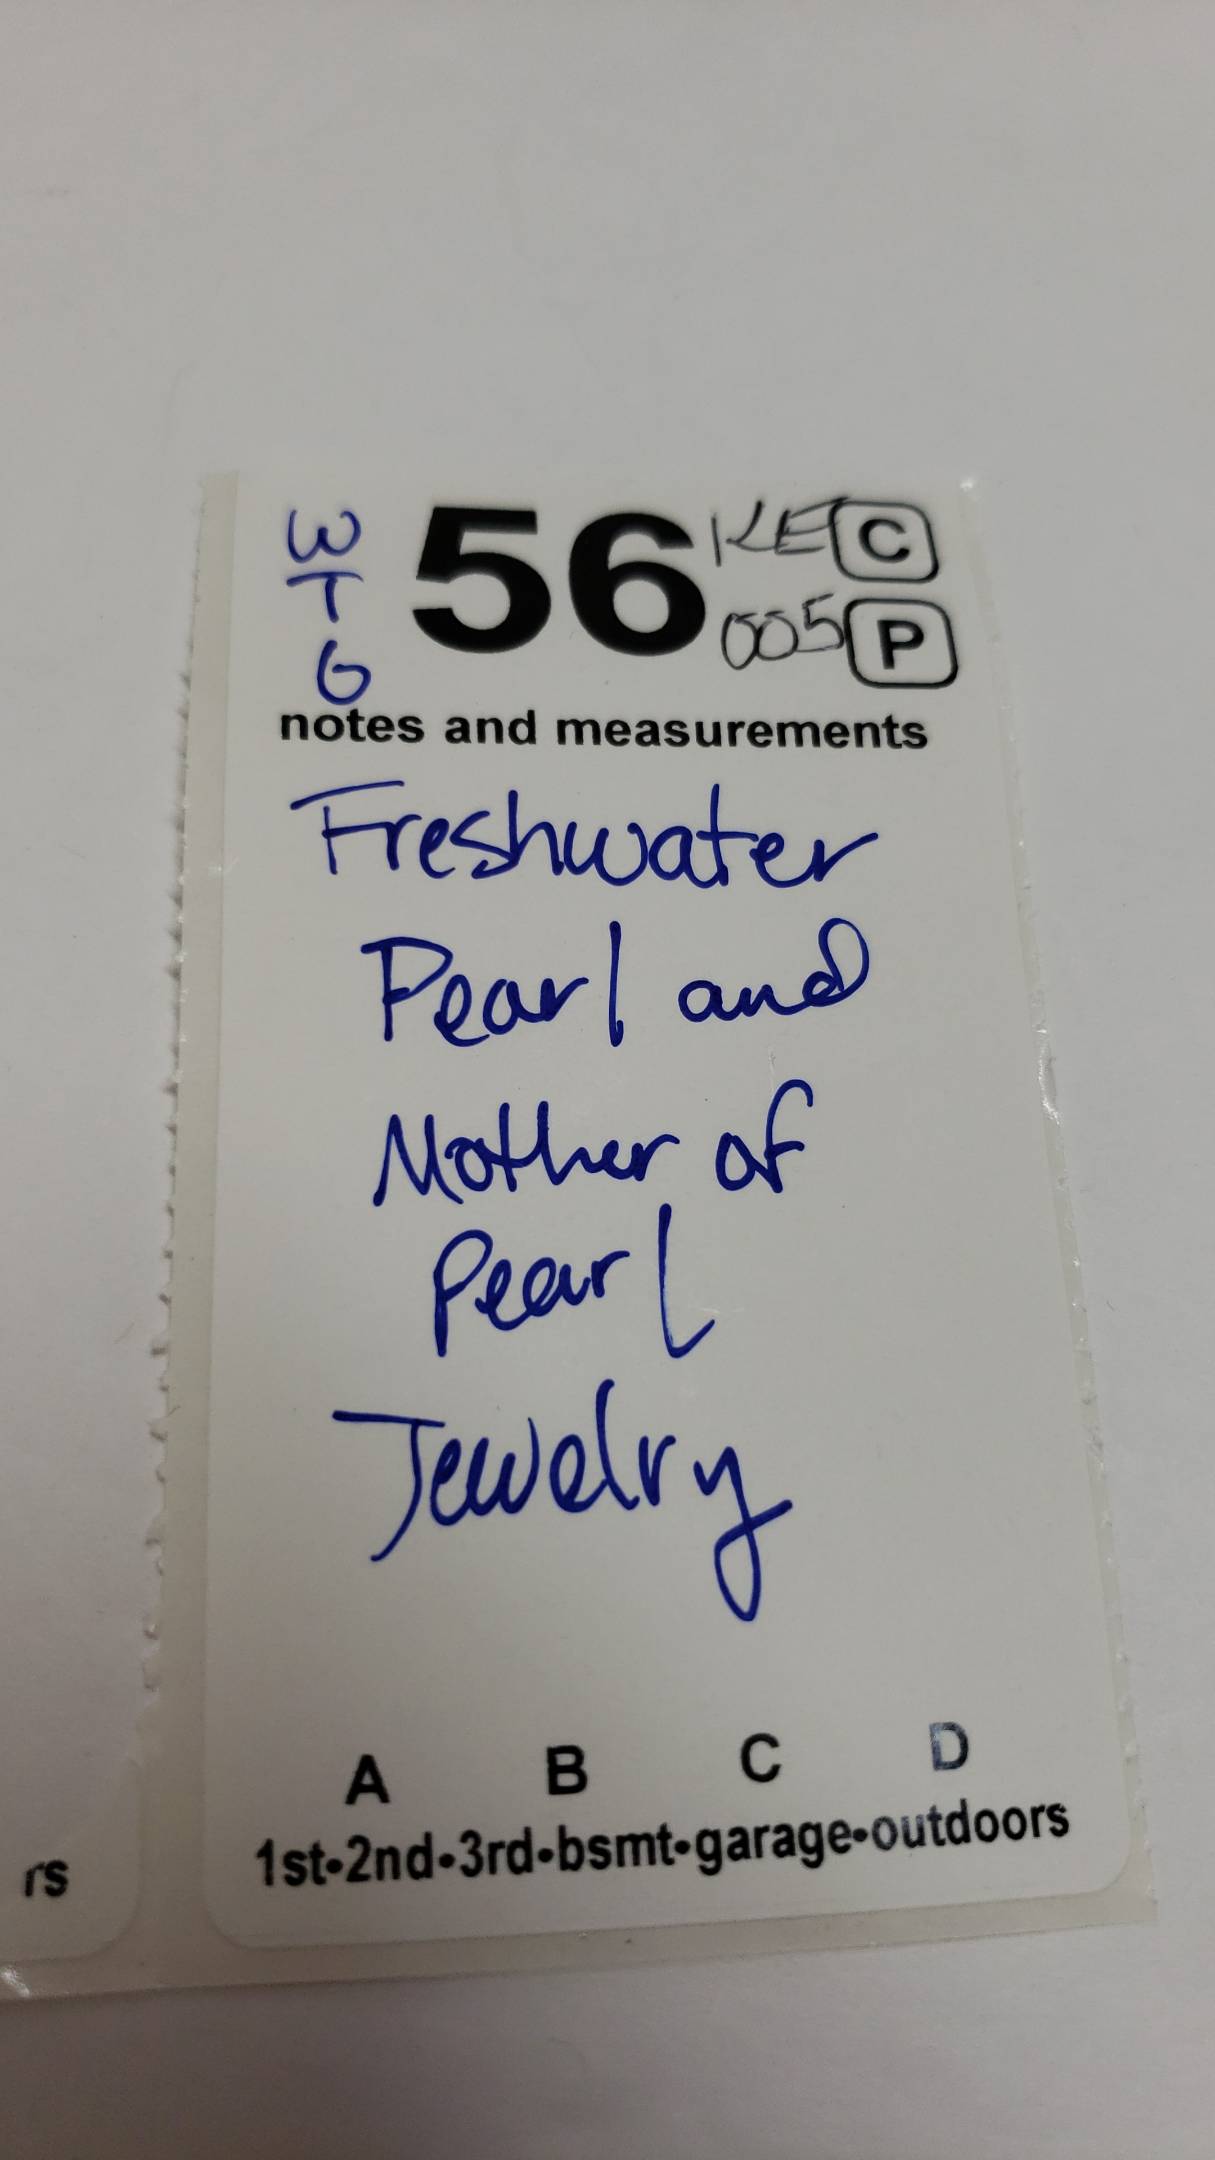 W
T
G
56
KE C
005 P
notes and measurements
Freshwater
Pearl and
Mother of
Pearl
Jewelry
A B C D
1st•2nd•3rd•bsmt•garage•outdoors
rs